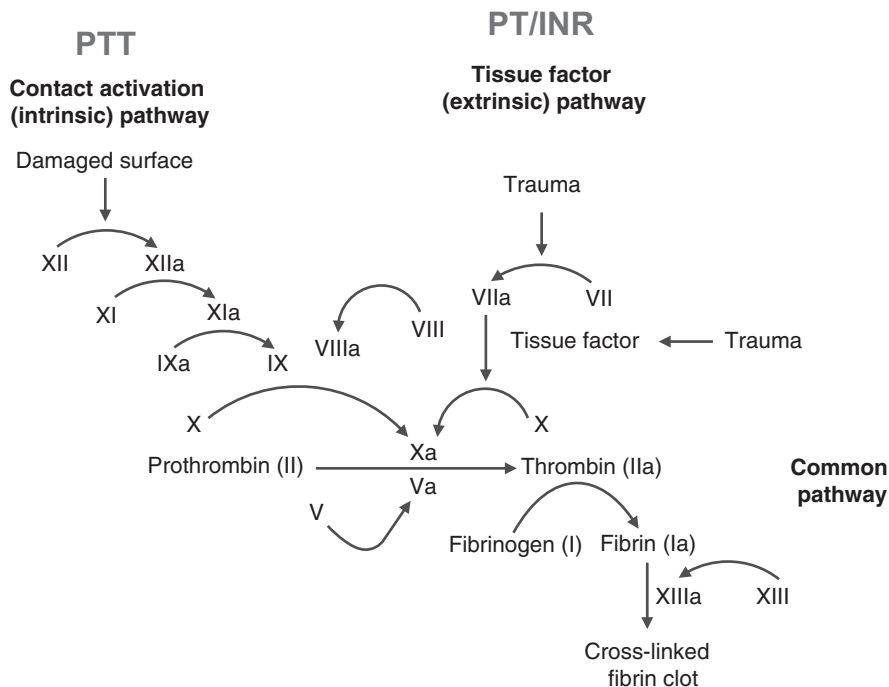 PTT
PT/INR
Contact activation
(intrinsic) pathway
Tissue factor
(extrinsic) pathway
Damaged surface
Trauma
XII
XIIa
VIIa
VII
XI
XIa
VIIIa
VIII
Tissue factor
Trauma
IXa
IX
X
X
Xa
Prothrombin (II)
Thrombin (IIa)
Common
pathway
Va
V
Fibrinogen (I)
Fibrin (Ia)
XIIIa
XIII
Cross-linked
fibrin clot